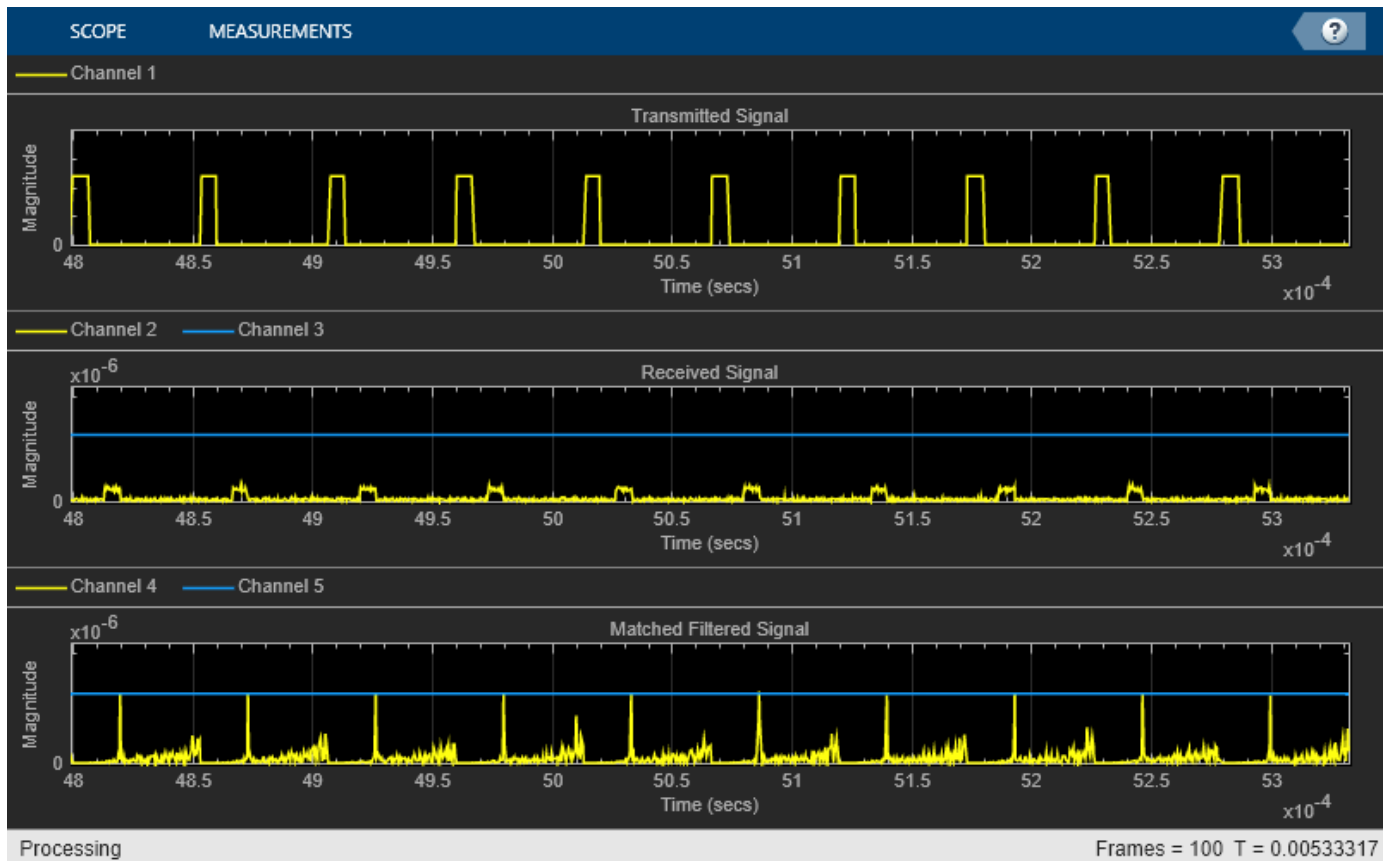 SCOPE MEASUREMENTS ?
Channel 1
Transmitted Signal
Magnitude
0
48 48.5 49 49.5 50 50.5 51 51.5 52 52.5 53
Time (secs)
x10-4
Channel 2 Channel 3
x10-6
Received Signal
Magnitude
0
48 48.5 49 49.5 50 50.5 51 51.5 52 52.5 53
Time (secs)
x10-4
Channel 4 Channel 5
x10-6
Matched Filtered Signal
Magnitude
0
48 48.5 49 49.5 50 50.5 51 51.5 52 52.5 53
Time (secs)
x10-4
Processing Frames = 100 T = 0.00533317